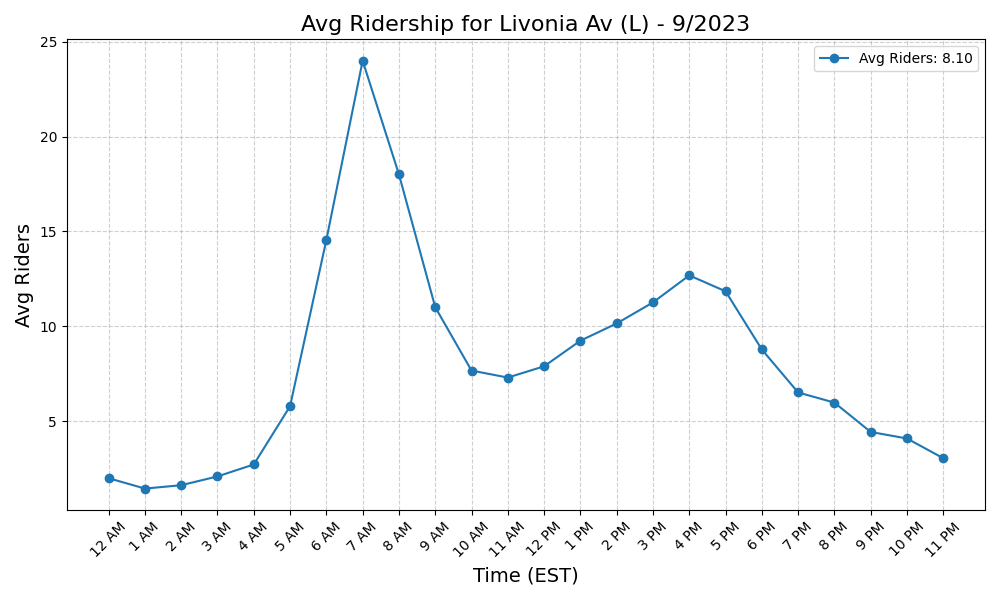 Avg Ridership for Livonia Av (L) - 9/2023
Avg Riders: 8.10
Avg Riders
25
20
15
10
5
12 AM
1 AM
2 AM
3 AM
4 AM
5 AM
6 AM
7 AM
8 AM
9 AM
10 AM
11 AM
12 PM
1 PM
2 PM
3 PM
4 PM
5 PM
6 PM
7 PM
8 PM
9 PM
10 PM
11 PM
Time (EST)